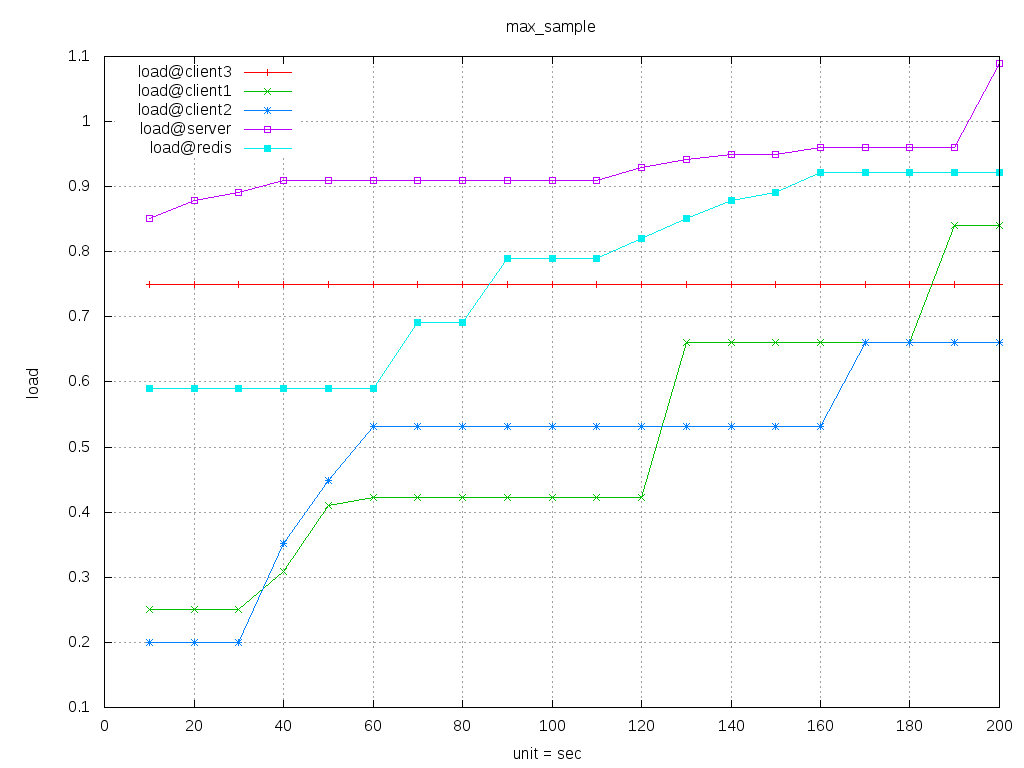 max_sample
1.1
1
0.9
0.8
0.7
0.6
0.5
0.4
0.3
0.2
0.1
load
load@client3
load@client1
load@client2
load@server
load@redis
0 20 40 60 80 100 120 140 160 180 200
unit = sec